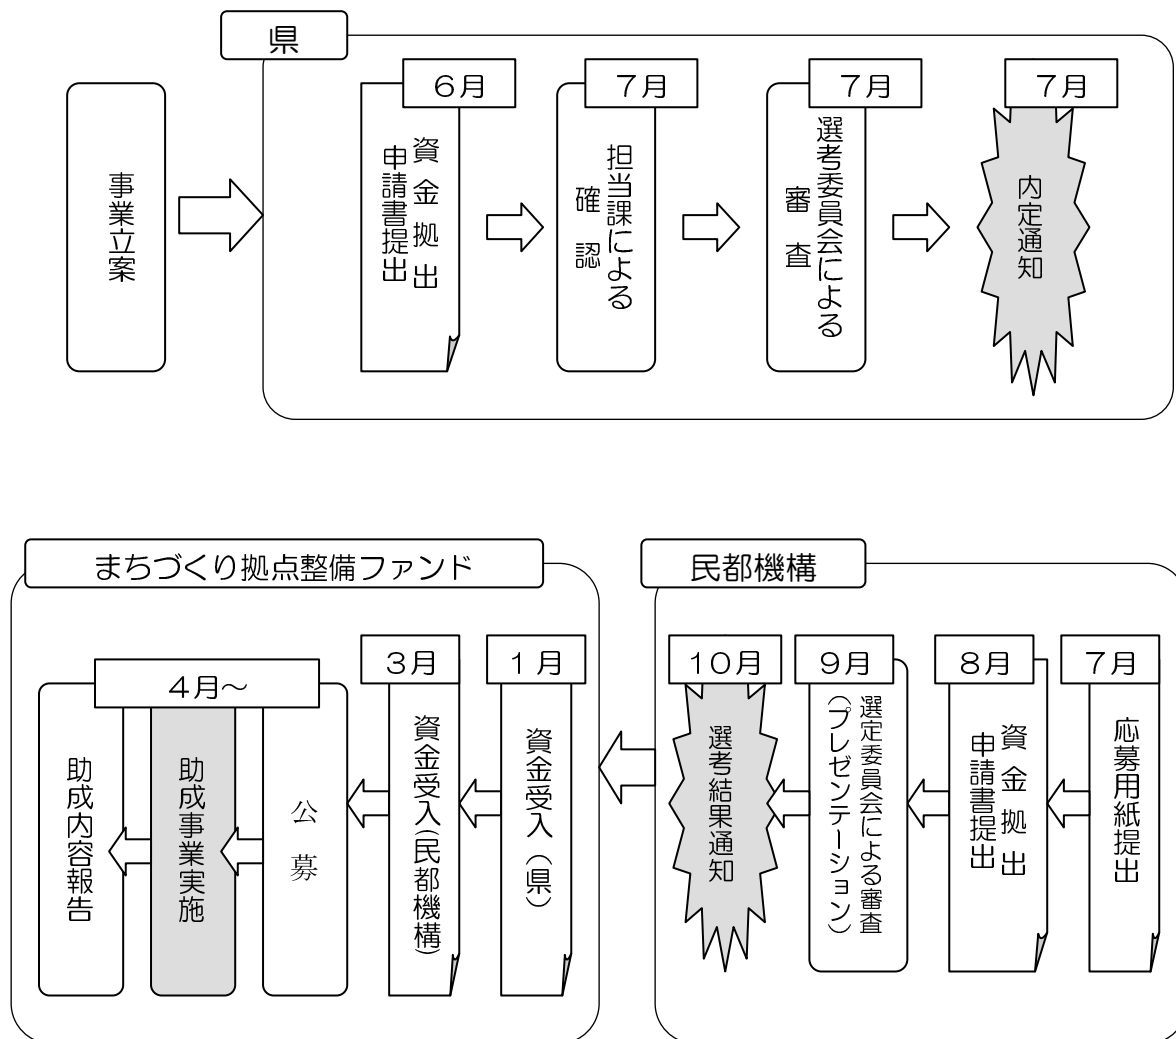 県
事業立案
6月
資金拠出
申請書提出
7月
担当課による
確認
7月
選考委員会による
審査
7月
内定通知
民都機構
7月
応募用紙提出
8月
資金拠出
申請書提出
9月
選定委員会による審査
(プレゼンテーション)
10月
選考結果通知
まちづくり拠点整備ファンド
1月
資金受入(県)
3月
資金受入(民都機構)
4月~
公募
助成事業実施
助成内容報告